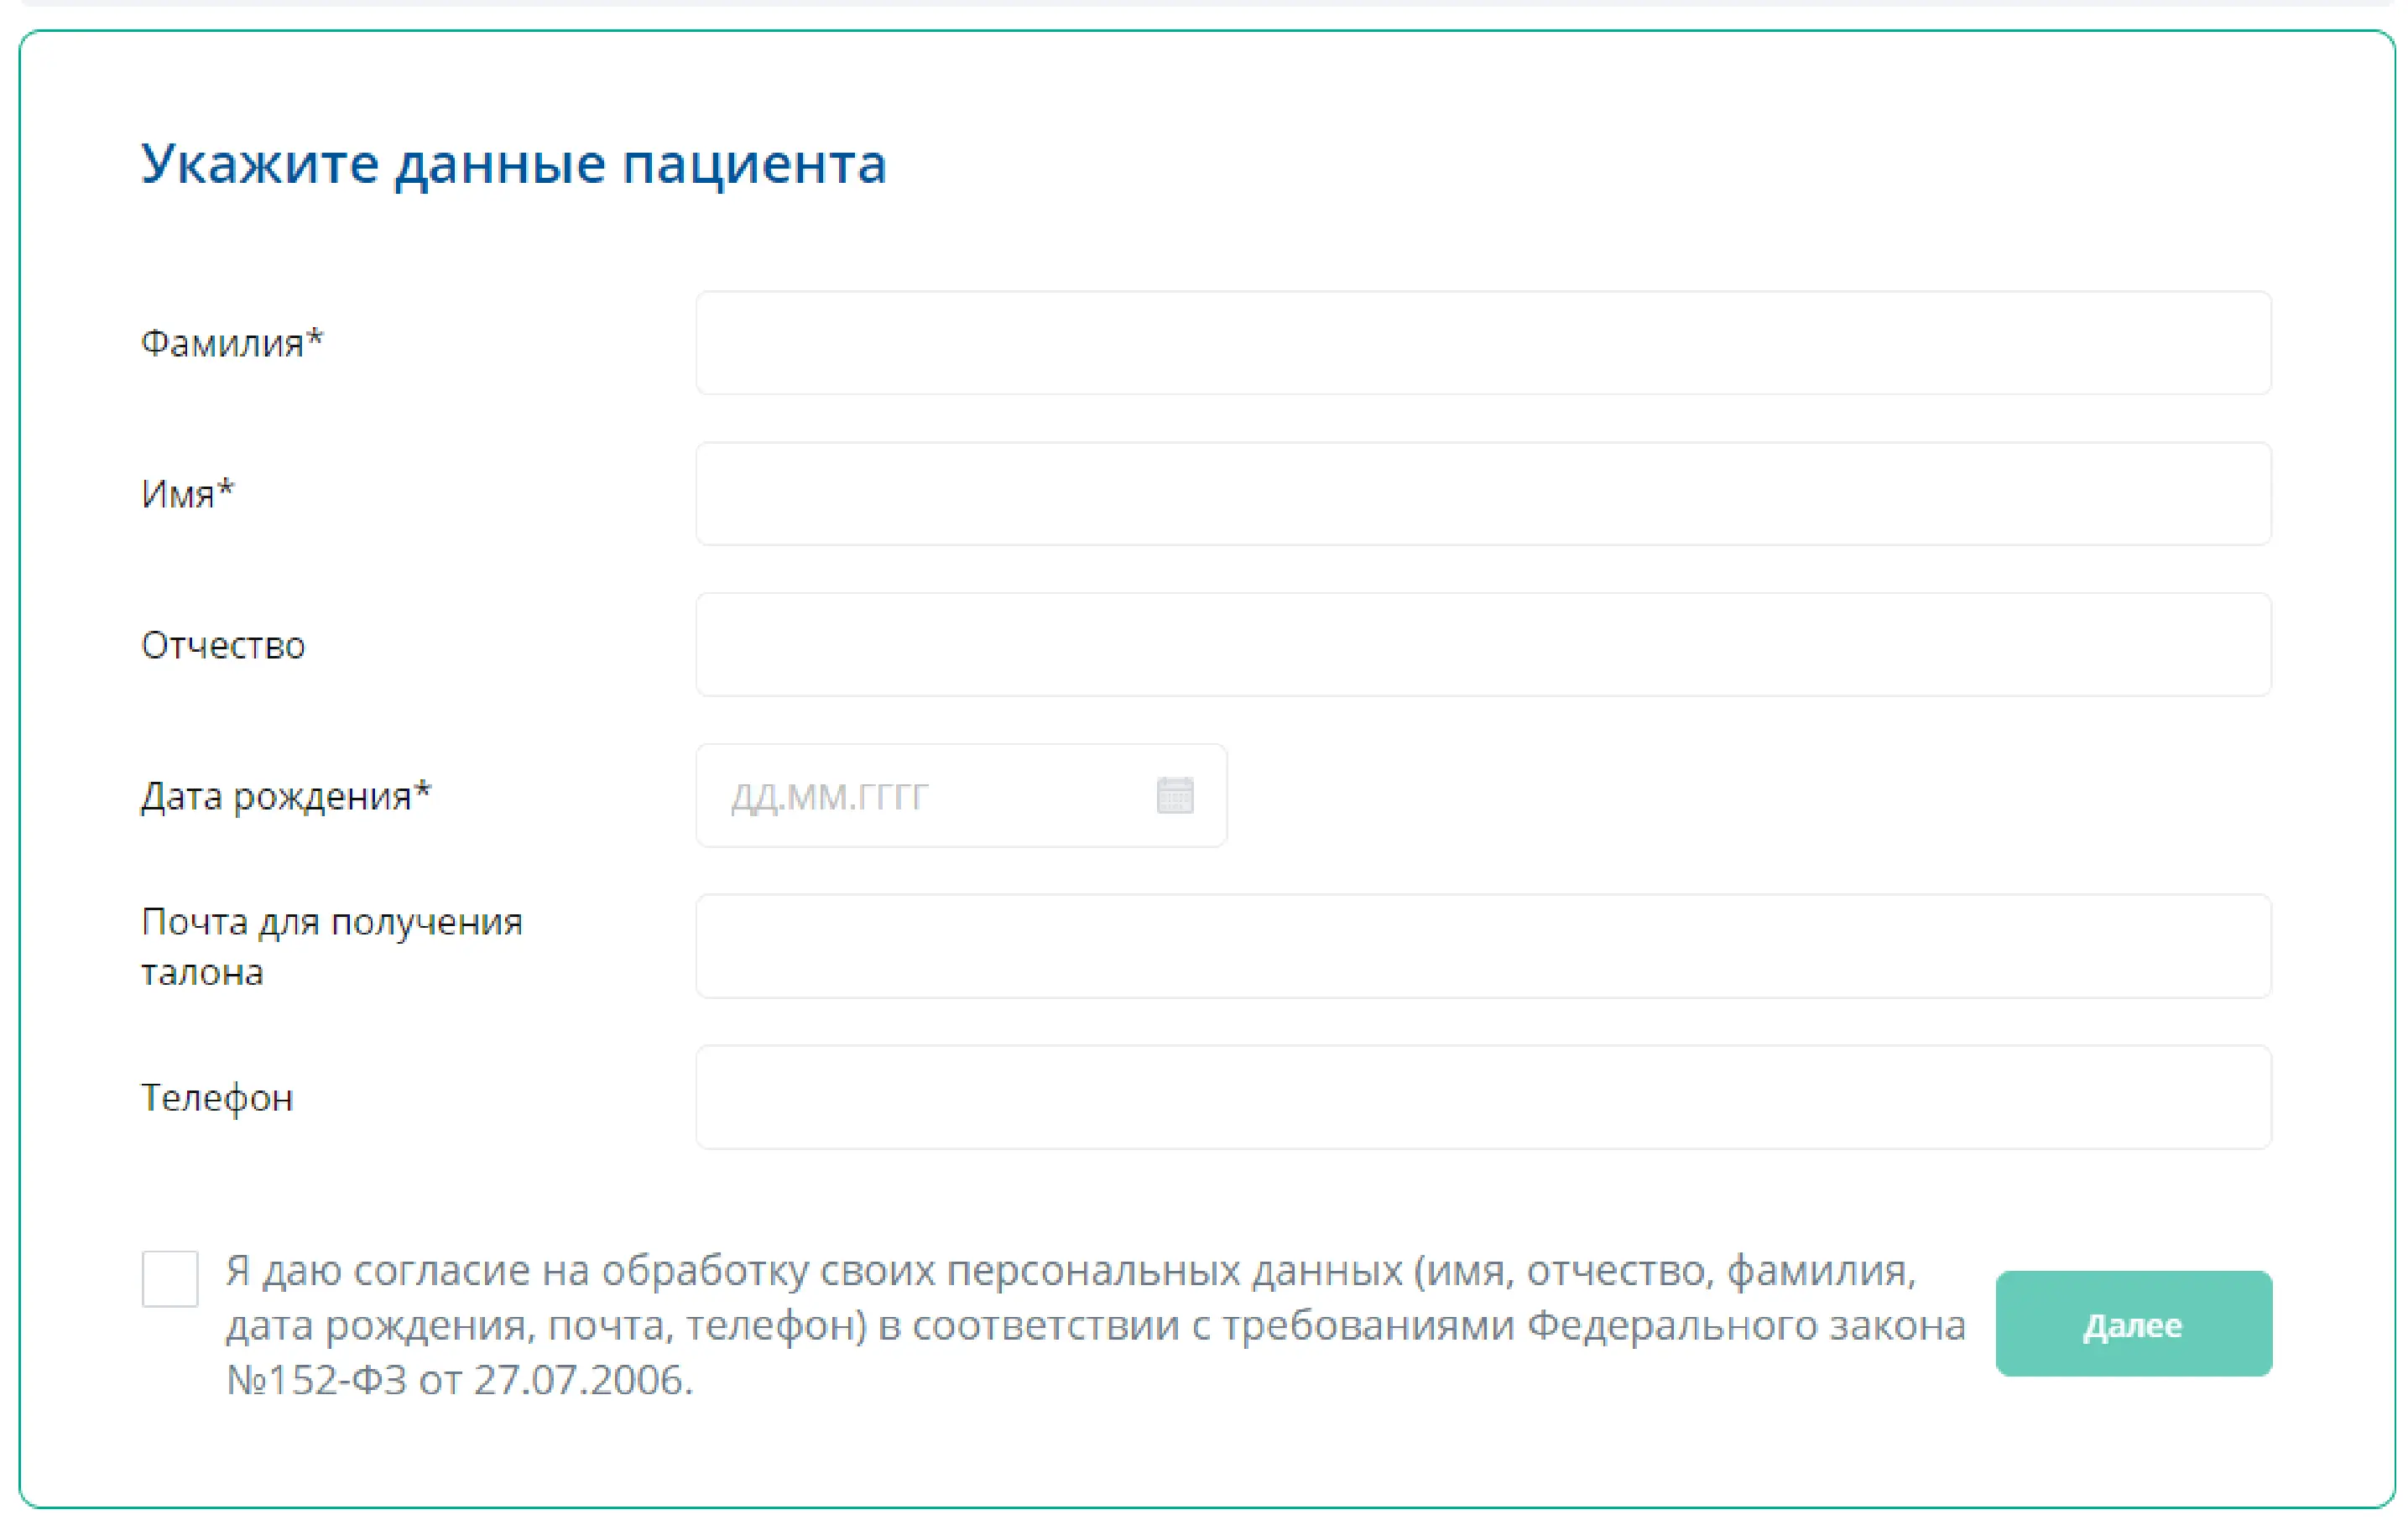 Укажите данные пациента
Фамилия*
Имя*
Отчество
Дата рождения*
ДД.ММ.ГГГГ
Почта для получения
талона
Телефон
Я даю согласие на обработку своих персональных данных (имя, отчество, фамилия,
дата рождения, почта, телефон) в соответствии с требованиями Федерального закона
№152-ФЗ от 27.07.2006.
Далее